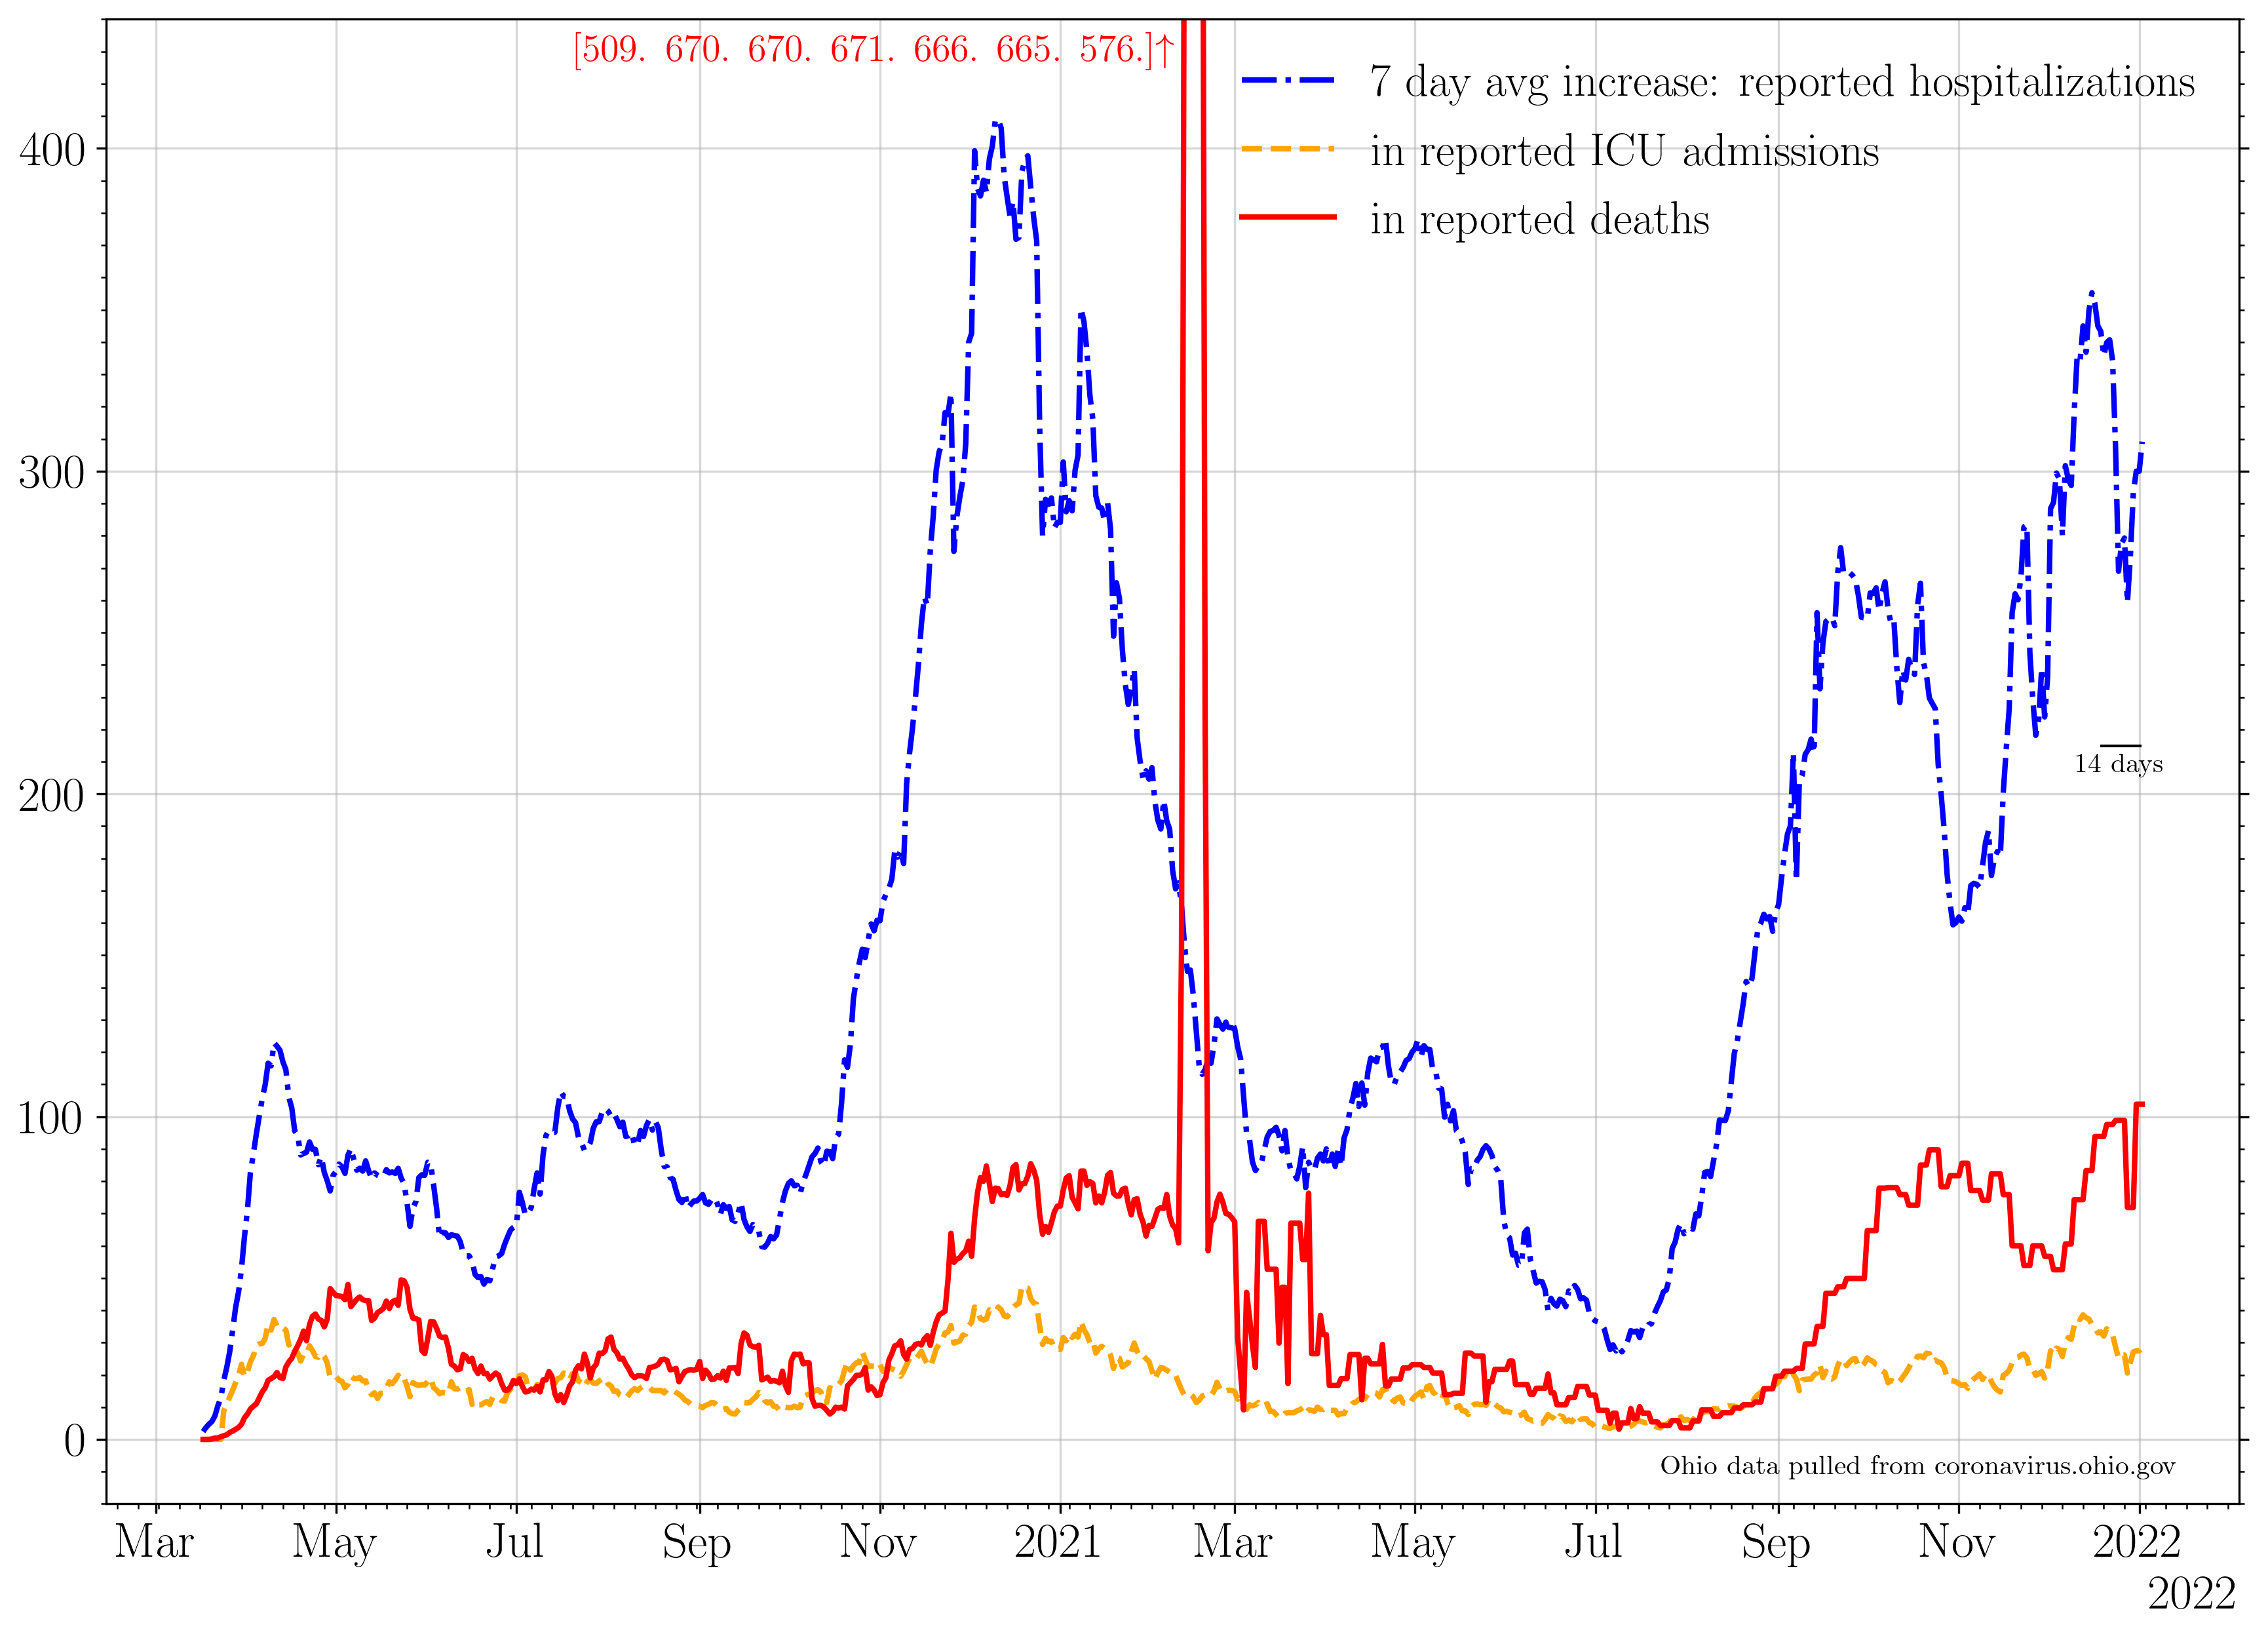 [509. 670. 670. 671. 666. 665. 576.]↑
7 day avg increase: reported hospitalizations
in reported ICU admissions
in reported deaths
400
300
200
100
0
14 days
Ohio data pulled from coronavirus.ohio.gov
Mar May Jul Sep Nov 2021 Mar May Jul Sep Nov 2022
2022